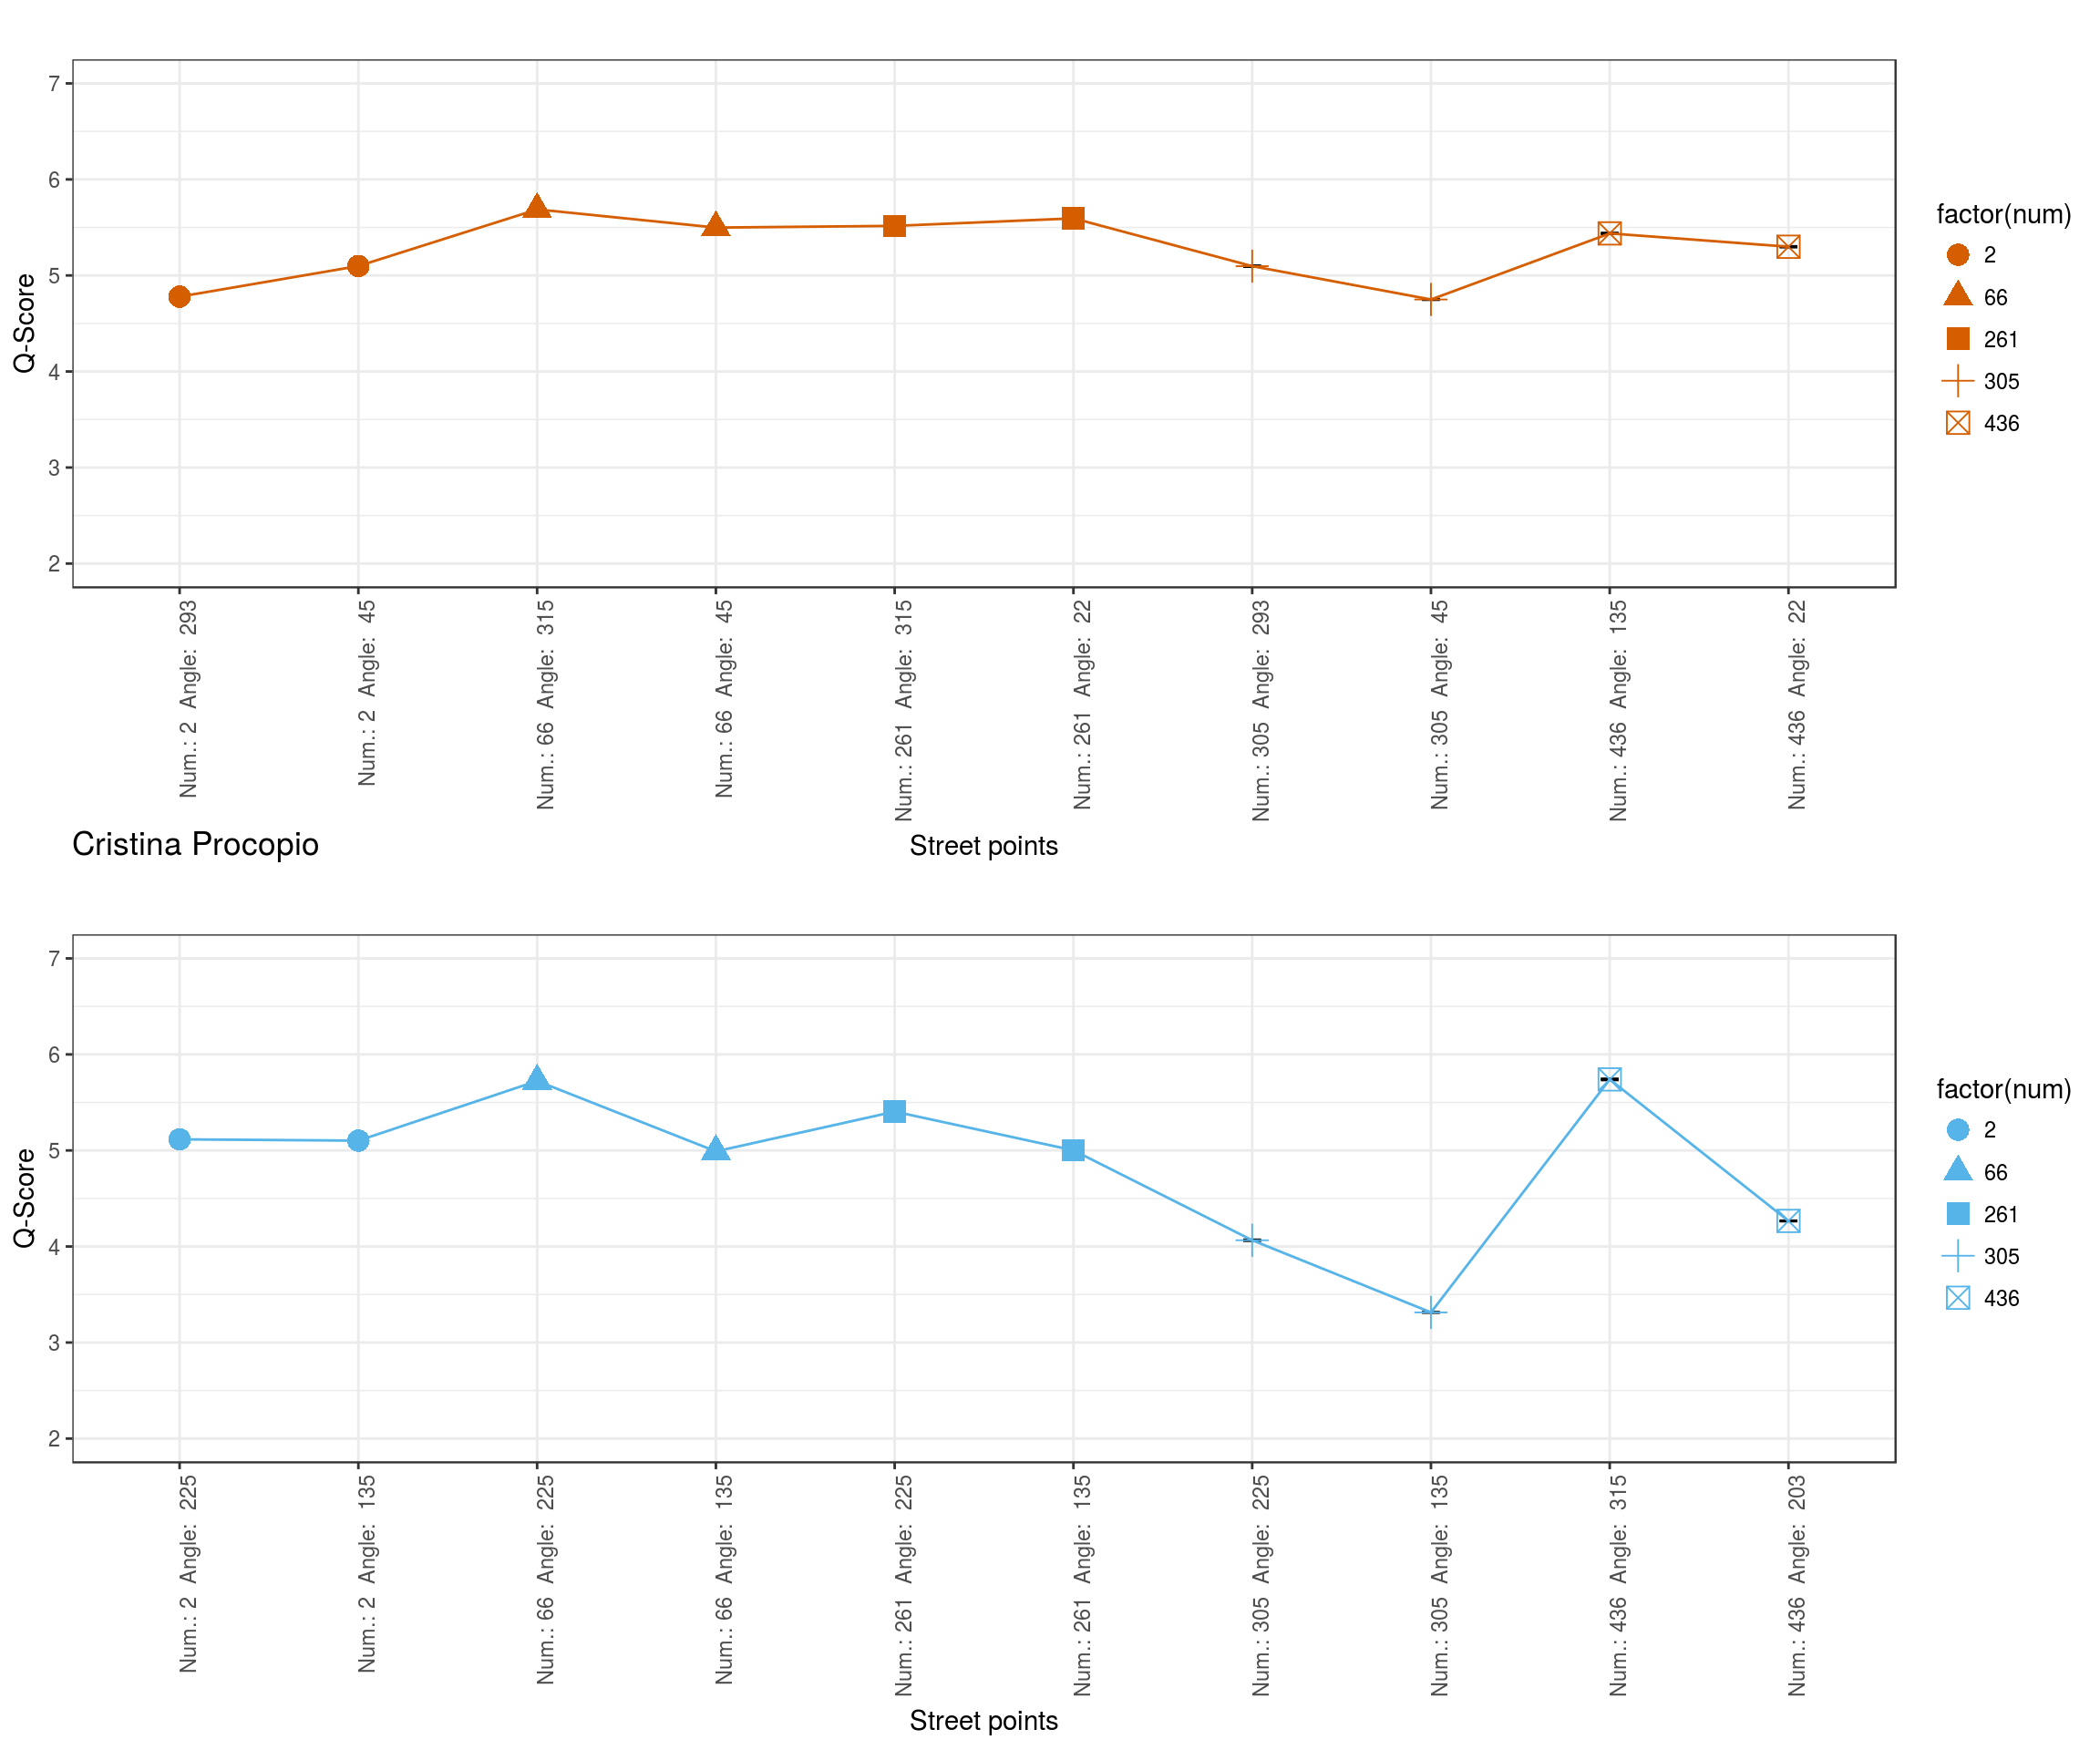 Q-Score
7
6
5
4
3
2
Num.: 2 Angle: 293
Num.: 2 Angle: 45
Num.: 66 Angle: 315
Num.: 66 Angle: 45
Num.: 261 Angle: 315
Num.: 261 Angle: 22
Num.: 305 Angle: 293
Num.: 305 Angle: 45
Num.: 436 Angle: 135
Num.: 436 Angle: 22
Street points
factor(num)
2
66
261
305
436
Cristina Procopio
Q-Score
7
6
5
4
3
2
Num.: 2 Angle: 225
Num.: 2 Angle: 135
Num.: 66 Angle: 225
Num.: 66 Angle: 135
Num.: 261 Angle: 225
Num.: 261 Angle: 135
Num.: 305 Angle: 225
Num.: 305 Angle: 135
Num.: 436 Angle: 315
Num.: 436 Angle: 203
Street points
factor(num)
2
66
261
305
436